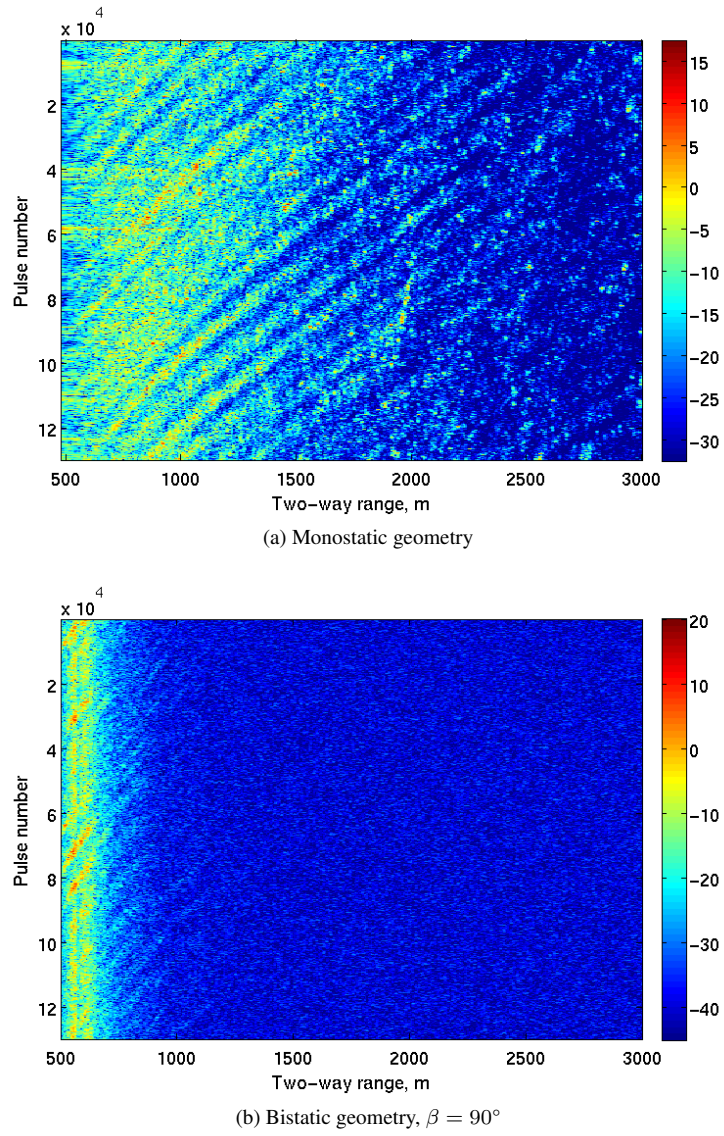 x 10 4
2
4
6
8
10
12
Pulse number
500 1000 1500 2000 2500 3000
Two-way range, m
15
10
5
0
−5
−10
−15
−20
−25
−30
(a) Monostatic geometry
x 10 4
2
4
6
8
10
12
Pulse number
500 1000 1500 2000 2500 3000
Two-way range, m
20
10
0
−10
−20
−30
−40
(b) Bistatic geometry, β = 90°